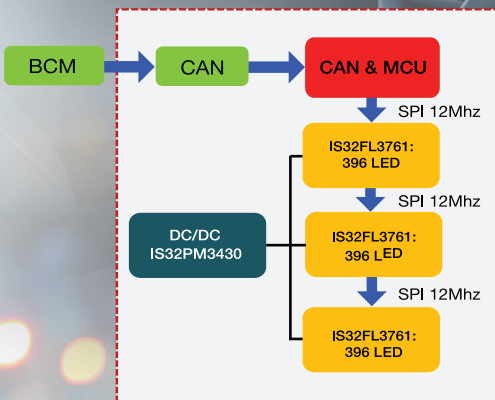 BCM
CAN
CAN & MCU
SPI 12Mhz
IS32FL3761:
396 LED
SPI 12Mhz
DC/DC
IS32PM3430
IS32FL3761:
396 LED
SPI 12Mhz
IS32FL3761:
396 LED